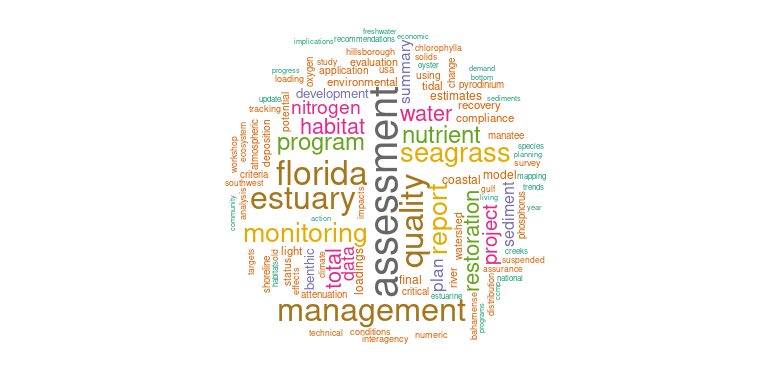 freshwater
implications
recommendations
economic
hillsborough
chlorophylla
study
evaluation
solids
progress
application
usa
oyster
demand
loading
oxygen
environmental
summary
using
change
bottom
development
tidal
pyrodinium
update
nitrogen
estimates
sediments
tracking
potential
water
recovery
habitat
compliance
atmospheric
deposition
program
nutrient
manatee
workshop
ecosystem
assessment
seagrass
species
planning
criteria
florida
survey
southwest
coastal
model
mapping
estuary
quality
gulf
trends
community
analysis
impacts
report
living
sediment
phosphorus
year
action
restoration
project
monitoring
watershed
creeks
targets
shoreline
habitats
old
light
benthic
climate
total
data
loadings
plan
river
suspended
assurance
status
effects
final
national
attenuation
critical
estuarine
distribution
ccmp
management
bahamense
programs
technical
conditions
interagency
numeric